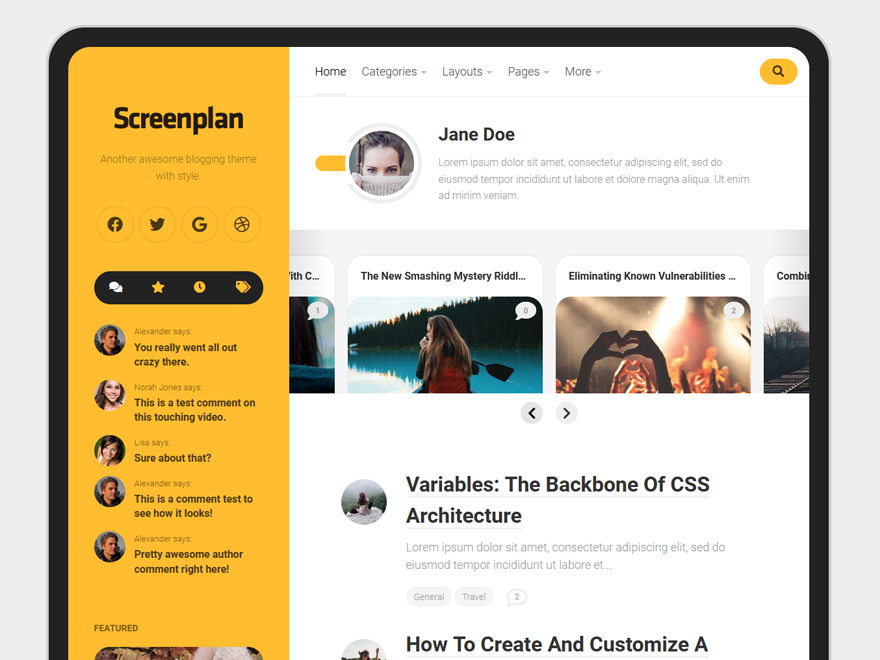 Screenplan
Another awesome blogging theme
with style.
Alexander says:
You really went all out
crazy there.
Norah Jones says:
This is a test comment on
this touching video.
Lisa says:
Sure about that?
Alexander says:
This is a comment test to
see how it looks!
Alexander says:
Pretty awesome author
comment right here!
FEATURED
Home Categories Layouts Pages More
Jane Doe
Lorem ipsum dolor sit amet, consectetur adipiscing elit, sed do
eiusmod tempor incididunt ut labore et dolore magna aliqua. Ut enim
ad minim veniam.
With C... The New Smashing Mystery Riddl... Eliminating Known Vulnerabilities ...
1 0 2
Variables: The Backbone Of CSS
Architecture
Lorem ipsum dolor sit amet, consectetur adipiscing elit, sed do
eiusmod tempor incididunt ut labore et...
General Travel 2
How To Create And Customize A